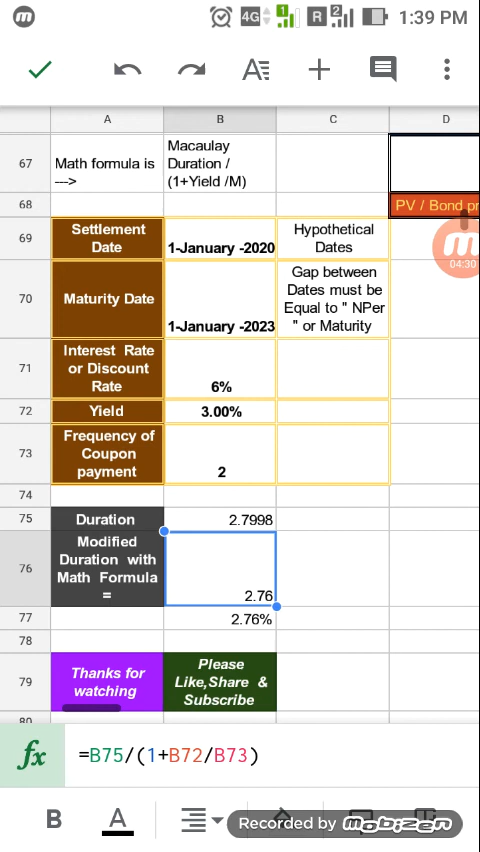 4G 1 R 2 1:39 PM
A B C D
67 Math formula is
--->
Macaulay
Duration /
(1+Yield /M)
68 PV / Bond pr
69 Settlement
Date
1-January -2020
Hypothetical
Dates
04:30
70 Maturity Date
1-January -2023
Gap between
Dates must be
Equal to " NPer
" or Maturity
71 Interest Rate
or Discount
Rate
6%
72 Yield 3.00%
73 Frequency of
Coupon
payment
2
74
75 Duration 2.7998
76 Modified
Duration with
Math Formula
=
2.76
77 2.76%
78
79 Thanks for
watching
Please
Like,Share &
Subscribe
80
fx =B75/(1+B72/B73)
B A
Recorded by mobizen